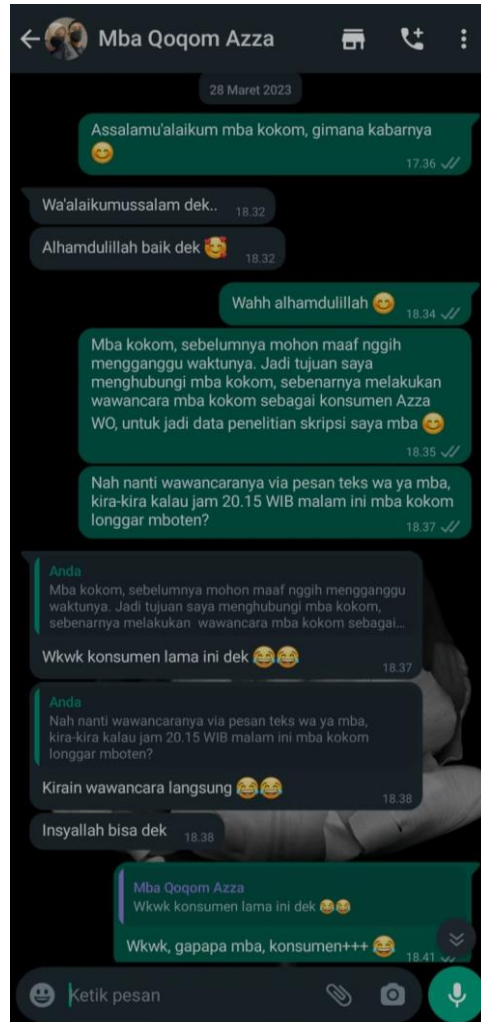 Mba Qoqom Azza
28 Maret 2023
Assalamu'alaikum mba kokom, gimana kabarnya
😊
17.36
Wa'alaikumussalam dek..
18.32
Alhamdulillah baik dek 🥰
18.32
Wahh alhamdulillah 😊
18.34
Mba kokom, sebelumnya mohon maaf nggih
mengganggu waktunya. Jadi tujuan saya
menghubungi mba kokom, sebenarnya melakukan
wawancara mba kokom sebagai konsumen Azza
WO, untuk jadi data penelitian skripsi saya mba 😊
18.35
Nah nanti wawancaranya via pesan teks wa ya mba,
kira-kira kalau jam 20.15 WIB malam ini mba kokom
longgar mboten?
18.37
Anda
Mba kokom, sebelumnya mohon maaf nggih mengganggu
waktunya. Jadi tujuan saya menghubungi mba kokom,
sebenarnya melakukan wawancara mba kokom sebagai...
Wkwk konsumen lama ini dek 😂😂
18.37
Anda
Nah nanti wawancaranya via pesan teks wa ya mba,
kira-kira kalau jam 20.15 WIB malam ini mba kokom
longgar mboten?
Kirain wawancara langsung 😂😂
18.38
Insyallah bisa dek
18.38
Mba Qoqom Azza
Wkwk konsumen lama ini dek 😂😂
Wkwk, gapapa mba, konsumen+++ 😂
18.41
Ketik pesan